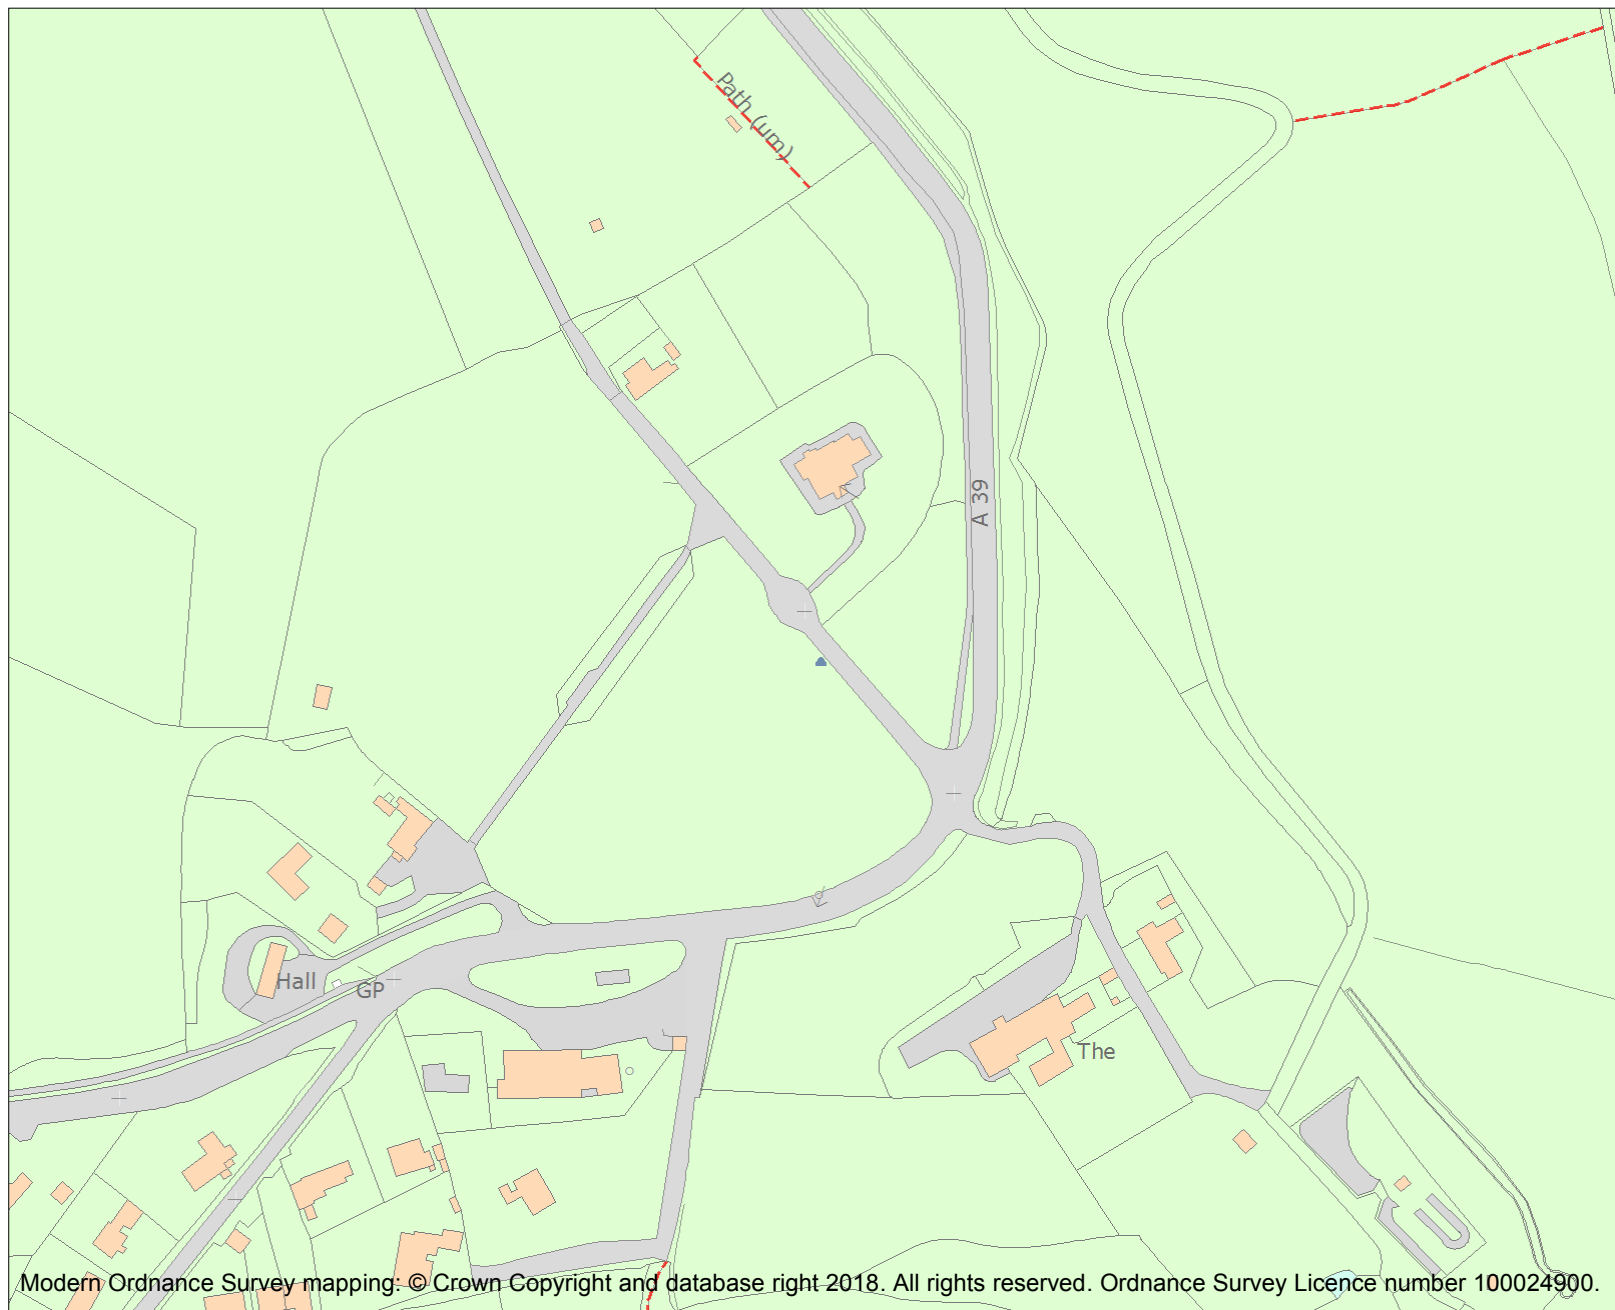 Path (um)
A 39
Hall
GP
The
Modern Ordnance Survey mapping: © Crown Copyright and database right 2018. All rights reserved. Ordnance Survey Licence number 100024900.